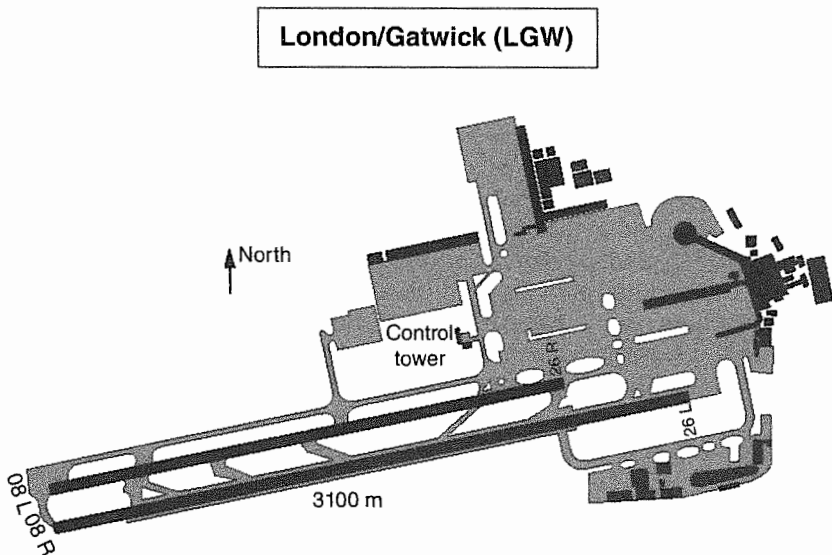 London/Gatwick (LGW)
North
Control
tower
26 R
26 L
08 L
08 R
3100 m